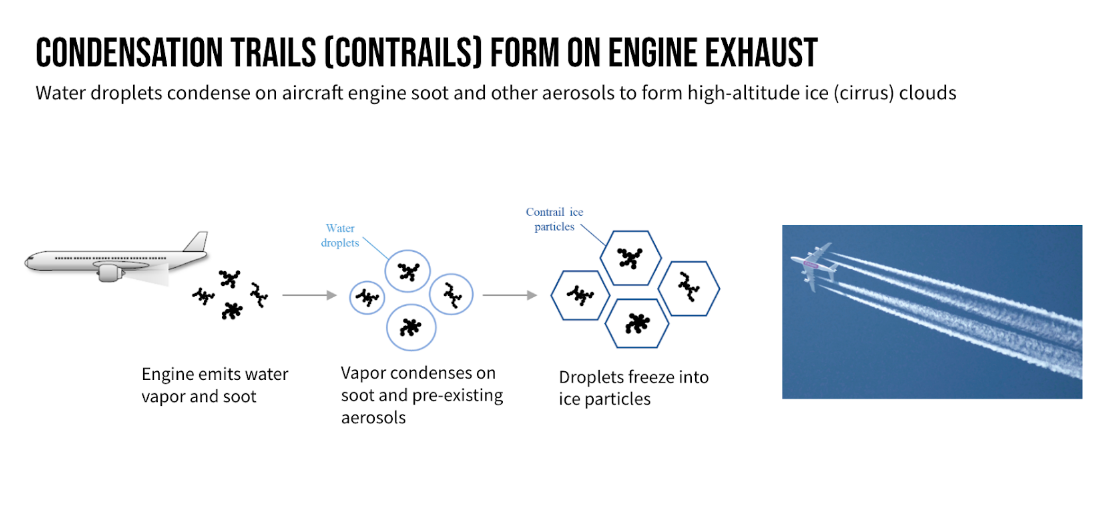 CONDENSATION TRAILS (CONTRAILS) FORM ON ENGINE EXHAUST
Water droplets condense on aircraft engine soot and other aerosols to form high-altitude ice (cirrus) clouds
Water
droplets
Contrail ice
particles
Engine emits water
vapor and soot
Vapor condenses on
soot and pre-existing
aerosols
Droplets freeze into
ice particles